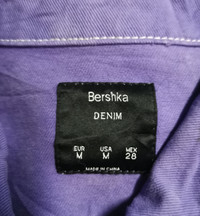 Bershka
DENIM
EUR USA MEX
M M 28
MADE IN CHINA